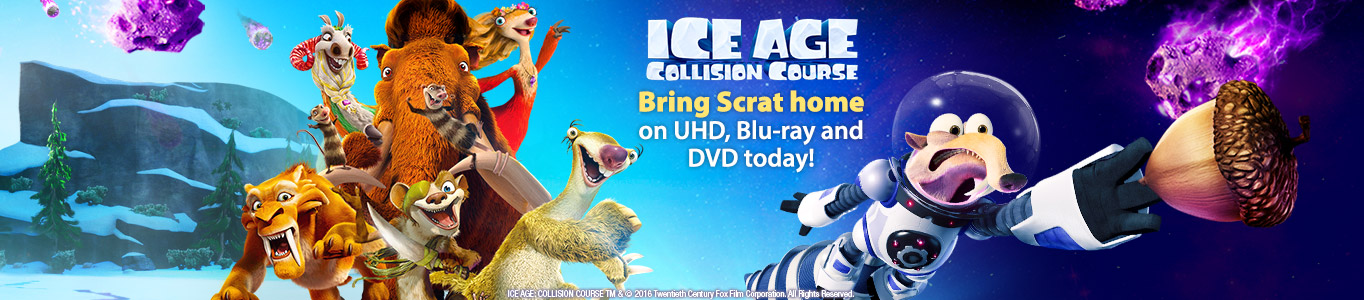 ICE AGE
COLLISION COURSE
Bring Scrat home
on UHD, Blu-ray and
DVD today!
ICE AGE: COLLISION COURSE TM & © 2016 Twentieth Century Fox Film Corporation. All Rights Reserved.